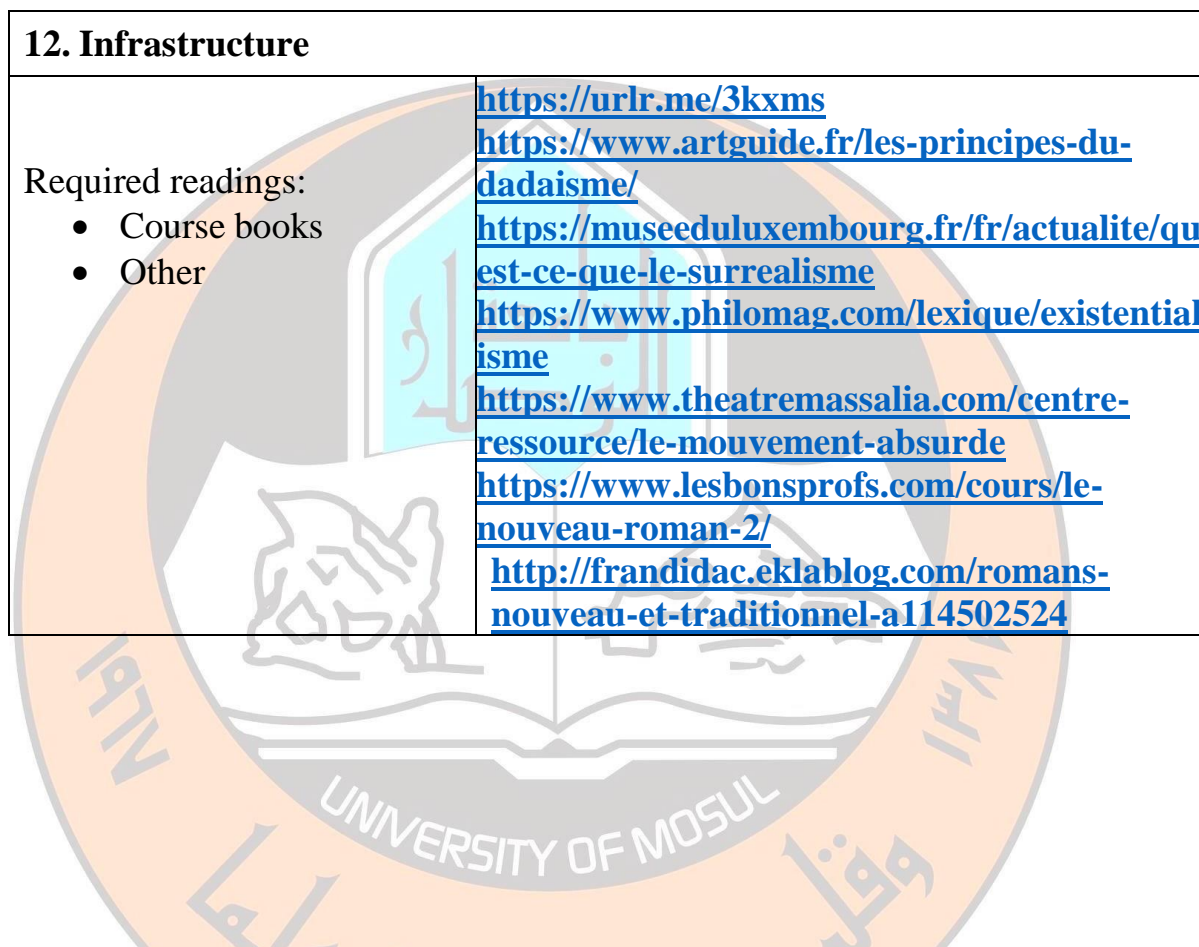 12. Infrastructure
Required readings:
• Course books
• Other
https://urlr.me/3kxms
https://www.artguide.fr/les-principes-du-
dadaisme/
https://museeduluxembourg.fr/fr/actualite/qu
est-ce-que-le-surrealisme
https://www.philomag.com/lexique/existential
isme
https://www.theatremassalia.com/centre-
ressource/le-mouvement-absurde
https://www.lesbonsprofs.com/cours/le-
nouveau-roman-2/
http://frandidac.eklablog.com/romans-
nouveau-et-traditionnel-a114502524
UNIVERSITY OF MOSUL
١٩٦٧